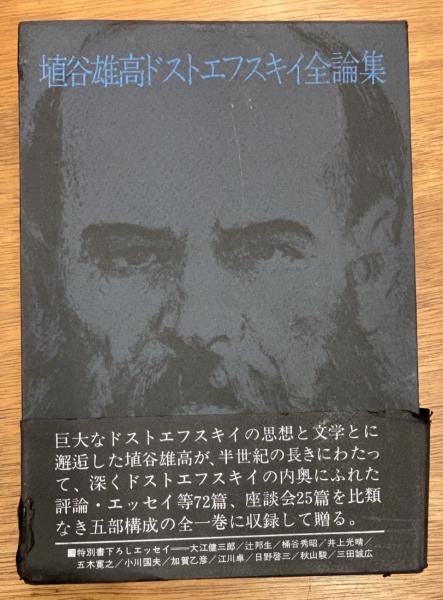 埴谷雄高ドストエフスキイ全論集
巨大なドストエフスキイの思想と文学とに
邂逅した埴谷雄高が、半世紀の長きにわたっ
て、深くドストエフスキイの内奥にふれた
評論・エッセイ等72篇、座談会25篇を比類
なき五部構成の全一巻に収録して贈る。
■特別書下ろしエッセイ――大江健三郎／辻邦生／桶谷秀昭／井上光晴／
五木寛之／小川国夫／加賀乙彦／江川卓／日野啓三／秋山駿／三田誠広